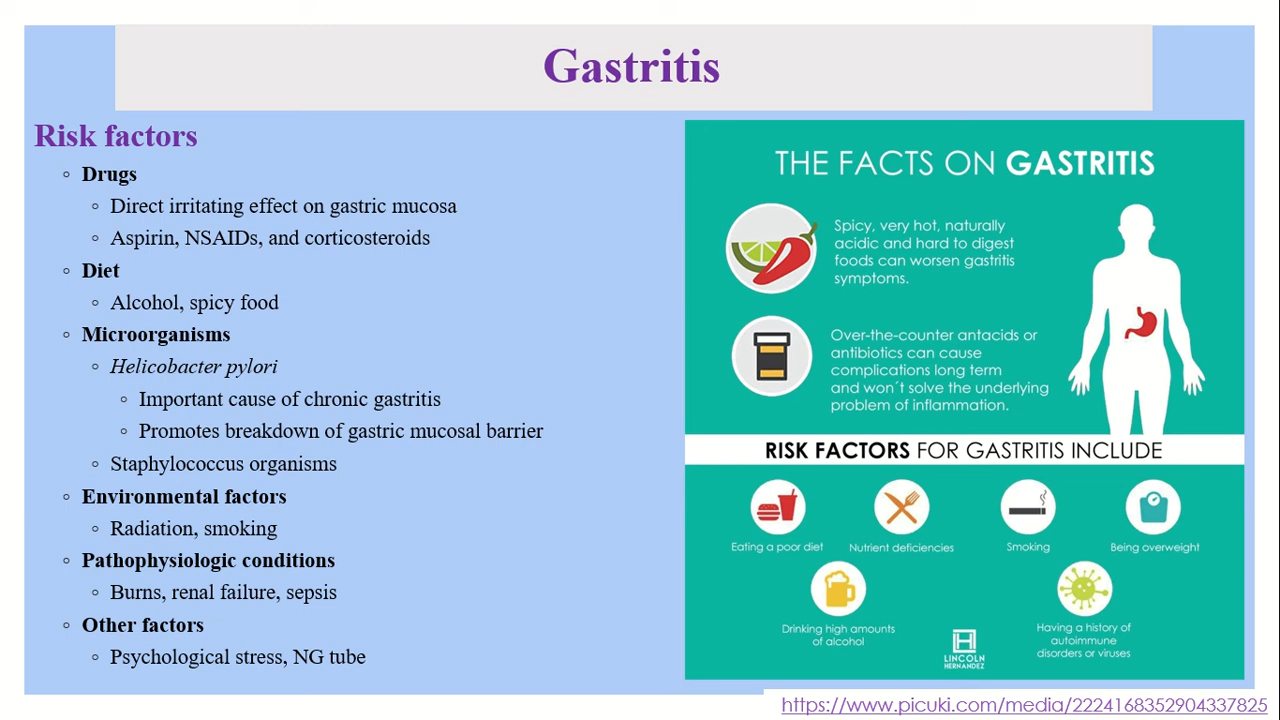 Gastritis
Risk factors
◦ Drugs
◦ Direct irritating effect on gastric mucosa
◦ Aspirin, NSAIDs, and corticosteroids
◦ Diet
◦ Alcohol, spicy food
◦ Microorganisms
◦ Helicobacter pylori
◦ Important cause of chronic gastritis
◦ Promotes breakdown of gastric mucosal barrier
◦ Staphylococcus organisms
◦ Environmental factors
◦ Radiation, smoking
◦ Pathophysiologic conditions
◦ Burns, renal failure, sepsis
◦ Other factors
◦ Psychological stress, NG tube
THE FACTS ON GASTRITIS
Spicy, very hot, naturally
acidic and hard to digest
foods can worsen gastritis
symptoms.
Over-the-counter antacids or
antibiotics can cause
complications long term
and won´t solve the underlying
problem of inflammation.
RISK FACTORS FOR GASTRITIS INCLUDE
Eating a poor diet
Nutrient deficiencies
Smoking
Being overweight
Drinking high amounts
of alcohol
Having a history of
autoimmune
disorders or viruses
LINCOLN
HERNANDEZ
https://www.picuki.com/media/2224168352904337825